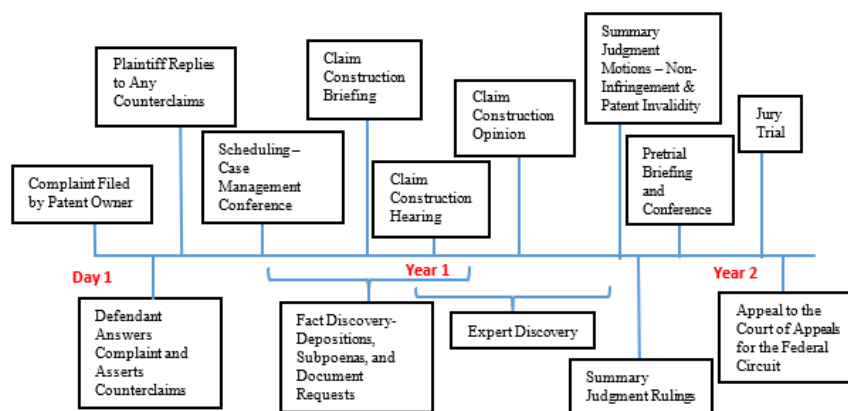 Plaintiff Replies
to Any
Counterclaims
Claim
Construction
Briefing
Summary
Judgment
Motions – Non-
Infringement &
Patent Invalidity
Claim
Construction
Opinion
Jury
Trial
Complaint Filed
by Patent Owner
Scheduling –
Case
Management
Conference
Claim
Construction
Hearing
Pretrial
Briefing
and
Conference
Day 1
Year 1
Year 2
Defendant
Answers
Complaint and
Asserts
Counterclaims
Fact Discovery-
Depositions,
Subpoenas, and
Document
Requests
Expert Discovery
Summary
Judgment Rulings
Appeal to the
Court of Appeals
for the Federal
Circuit